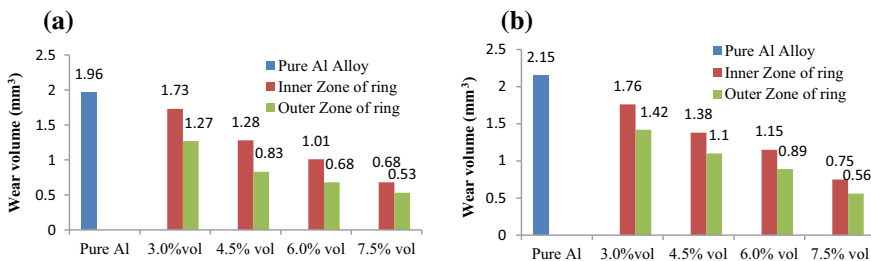 (a)
Wear volume (mm³)
2.5
2
1.5
1
0.5
0
1.96
1.73
1.27
1.28
0.83
1.01
0.68
0.68
0.53
Pure Al Alloy
Inner Zone of ring
Outer Zone of ring
Pure Al 3.0%vol 4.5% vol 6.0% vol 7.5% vol
(b)
Wear volume (mm³)
2.5
2
1.5
1
0.5
0
2.15
1.76
1.42
1.38
1.1
1.15
0.89
0.75
0.56
Pure Al Alloy
Inner Zone of ring
Outer Zone of ring
Pure Al 3.0%vol 4.5% vol 6.0% vol 7.5% vol